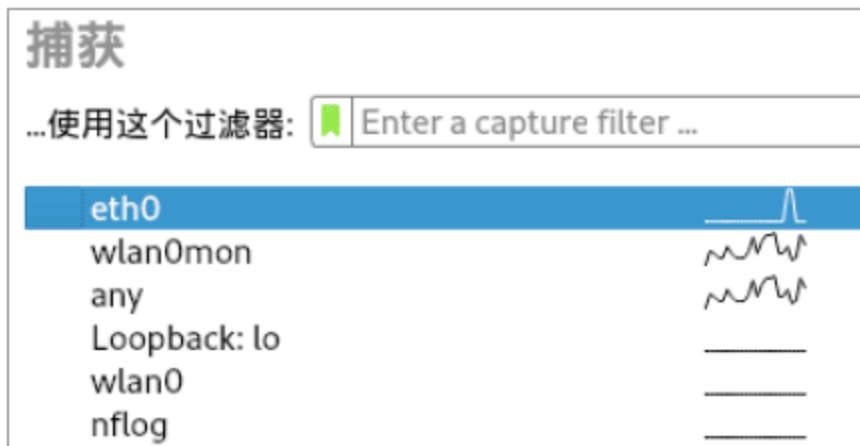 捕获
...使用这个过滤器: Enter a capture filter ...
eth0
wlan0mon
any
Loopback: lo
wlan0
nflog